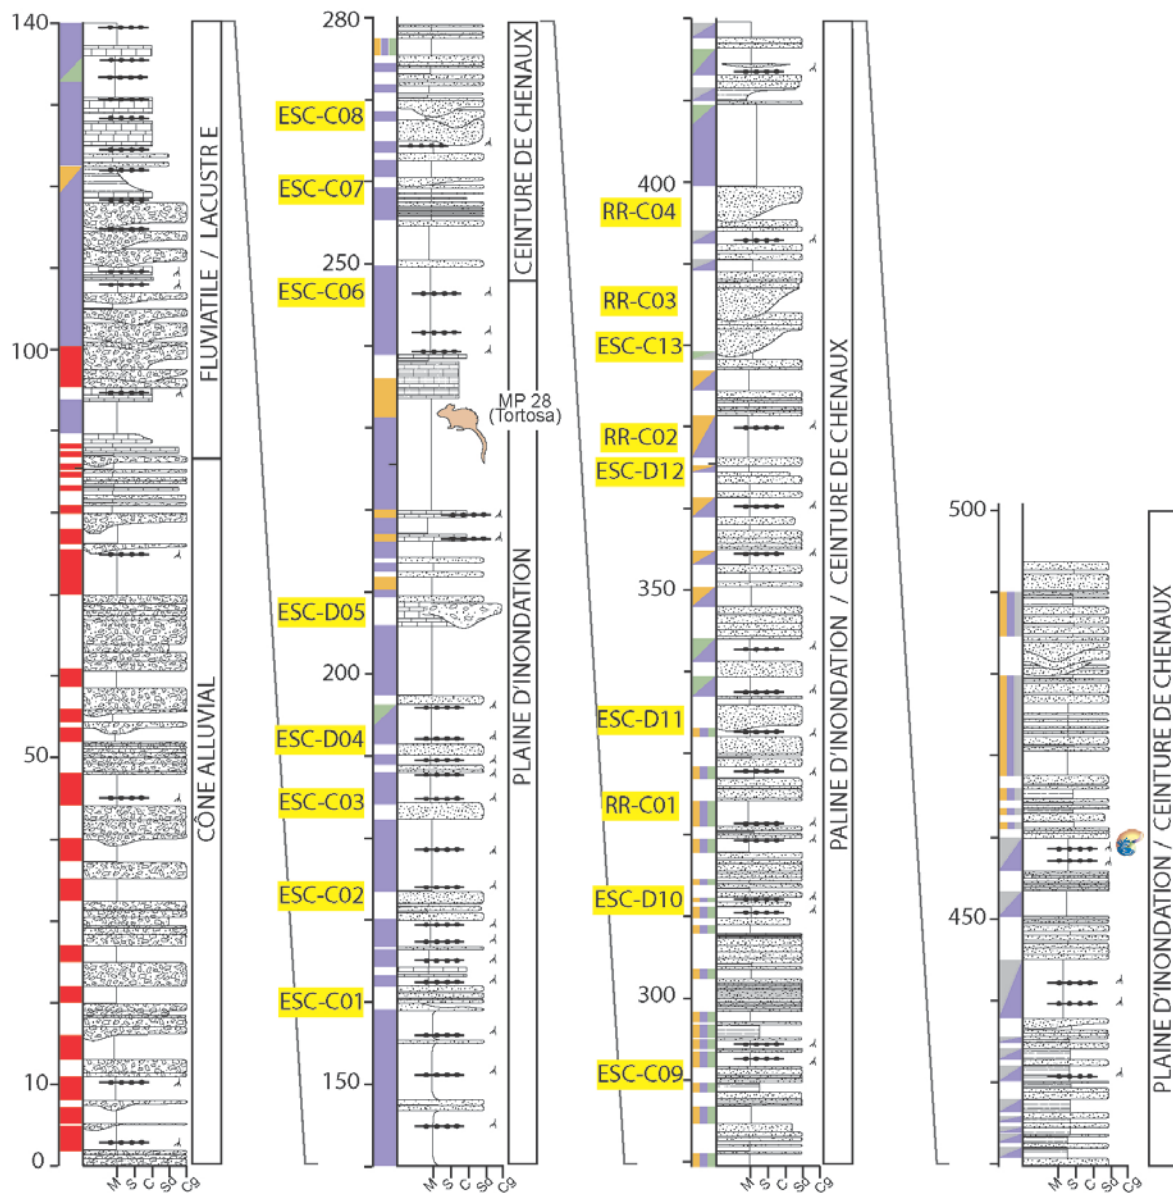 140
100
50
10
0
FLUVIATILE / LACUSTRE
CÔNE ALLUVIAL
M S C Sd Cg
280
250
200
150
ESC-C08
ESC-C07
ESC-C06
ESC-D05
ESC-D04
ESC-C03
ESC-C02
ESC-C01
MP 28
(Tortosa)
CEINTURE DE CHENAUX
PLAINE D'INONDATION
M S C Sd Cg
400
350
300
RR-C04
RR-C03
ESC-C13
RR-C02
ESC-D12
ESC-D11
RR-C01
ESC-D10
ESC-C09
PALINE D'INONDATION / CEINTURE DE CHENAUX
M S C Sd Cg
500
450
PLAINE D'INONDATION / CEINTURE DE CHENAUX
M S C Sd Cg